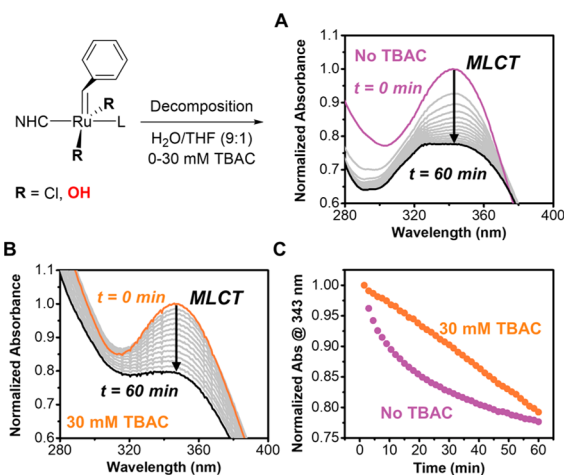 NHC
Ru
L
R
R
Decomposition
H₂O/THF (9:1)
0-30 mM TBAC
R = Cl, OH
A
Normalized Absorbance
1.1
1.0
0.9
0.8
0.7
0.6
No TBAC
t = 0 min
MLCT
t = 60 min
280 320 360 400
Wavelength (nm)
B
Normalized Absorbance
1.1
1.0
0.9
0.8
0.7
0.6
t = 0 min
MLCT
t = 60 min
30 mM TBAC
280 320 360 400
Wavelength (nm)
C
Normalized Abs @ 343 nm
1.00
0.95
0.90
0.85
0.80
0.75
30 mM TBAC
No TBAC
0 10 20 30 40 50 60
Time (min)